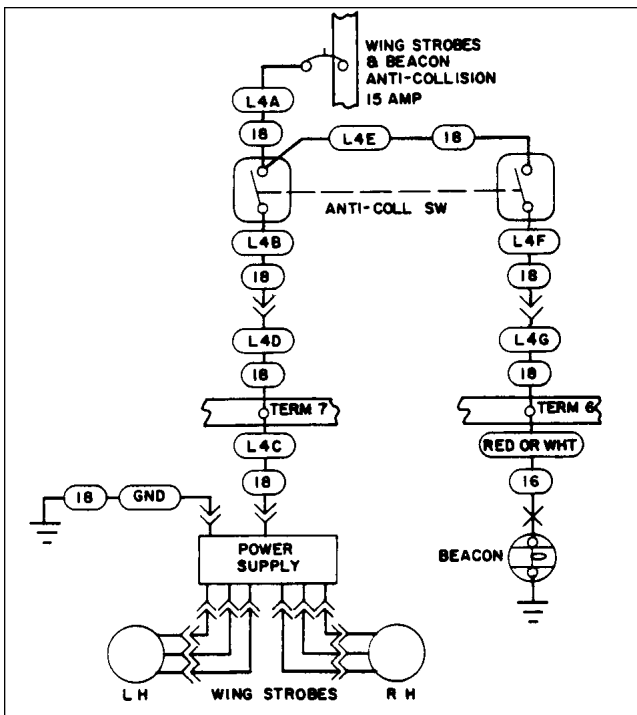 WING STROBES
& BEACON
ANTI-COLLISION
15 AMP
L4A
18
L4E
18
ANTI-COLL SW
L4B
L4F
18
18
L4D
L4G
18
18
TERM 7
TERM 6
L4C
RED OR WHT
18
16
18
GND
POWER
SUPPLY
BEACON
L H
WING STROBES
R H